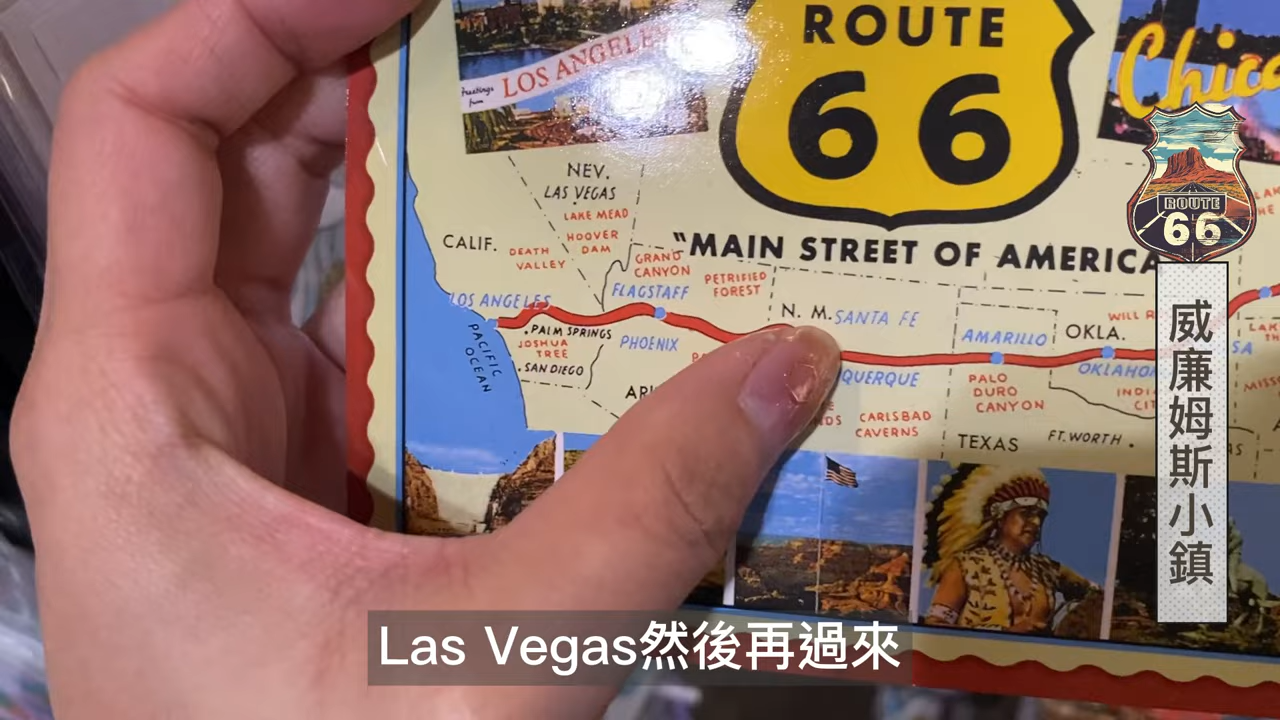 LOS ANGELES
Greetings from
ROUTE
66
"MAIN STREET OF AMERICA
NEV.
LAS VEGAS
LAKE MEAD
HOOVER
DAM
CALIF.
DEATH
VALLEY
GRAND
CANYON
PETRIFIED
FOREST
LOS ANGELES
FLAGSTAFF
N. M.
SANTA FE
AMARILLO
OKLA.
PALM SPRINGS
JOSHUA
TREE
PHOENIX
SAN DIEGO
PACIFIC
OCEAN
PALO
DURO
CANYON
CARLSBAD
CAVERNS
TEXAS
FT. WORTH
ROUTE
66
威廉姆斯小鎮
Las Vegas然後再過來